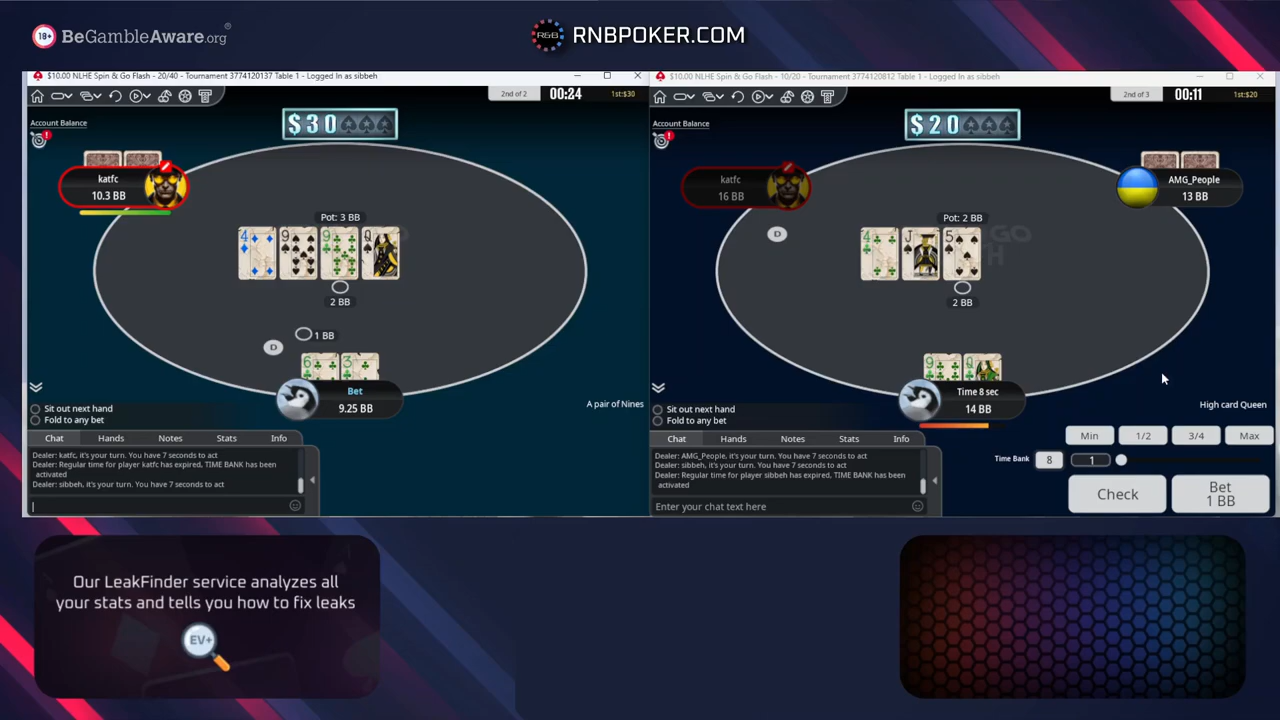 18+ BeGambleAware.org®
R&B RNBPOKER.COM
$10.00 NLHE Spin & Go Flash - 20/40 - Tournament 3774120137 Table 1 - Logged In as sibbeh
2nd of 2 00:24 1st:$30
Account Balance
$30
katfc
10.3 BB
Pot: 3 BB
4 9 9 Q
2 BB
1 BB
D
6 3
Bet
9.25 BB
A pair of Nines
Sit out next hand
Fold to any bet
Chat Hands Notes Stats Info
Dealer: katfc, it's your turn. You have 7 seconds to act
Dealer: Regular time for player katfc has expired, TIME BANK has been
activated
Dealer: sibbeh, it's your turn. You have 7 seconds to act
$10.00 NLHE Spin & Go Flash - 10/20 - Tournament 3774120812 Table 1 - Logged In as sibbeh
2nd of 3 00:11 1st:$20
Account Balance
$20
katfc
16 BB
AMG_People
13 BB
D
Pot: 2 BB
4 J 5
2 BB
9 Q
Time 8 sec
14 BB
High card Queen
Sit out next hand
Fold to any bet
Chat Hands Notes Stats Info
Dealer: AMG_People, it's your turn. You have 7 seconds to act
Dealer: sibbeh, it's your turn. You have 7 seconds to act
Dealer: Regular time for player sibbeh has expired, TIME BANK has been
activated
Enter your chat text here
Min 1/2 3/4 Max
Time Bank 8 1
Check
Bet
1 BB
Our LeakFinder service analyzes all
your stats and tells you how to fix leaks
EV+